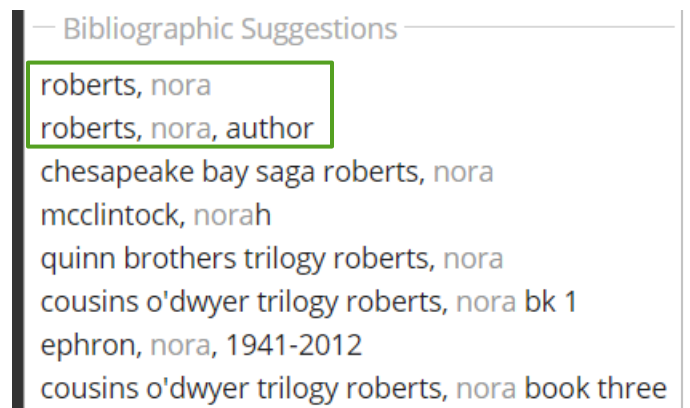 Bibliographic Suggestions
roberts, nora
roberts, nora, author
chesapeake bay saga roberts, nora
mcclintock, norah
quinn brothers trilogy roberts, nora
cousins o'dwyer trilogy roberts, nora bk 1
ephron, nora, 1941-2012
cousins o'dwyer trilogy roberts, nora book three